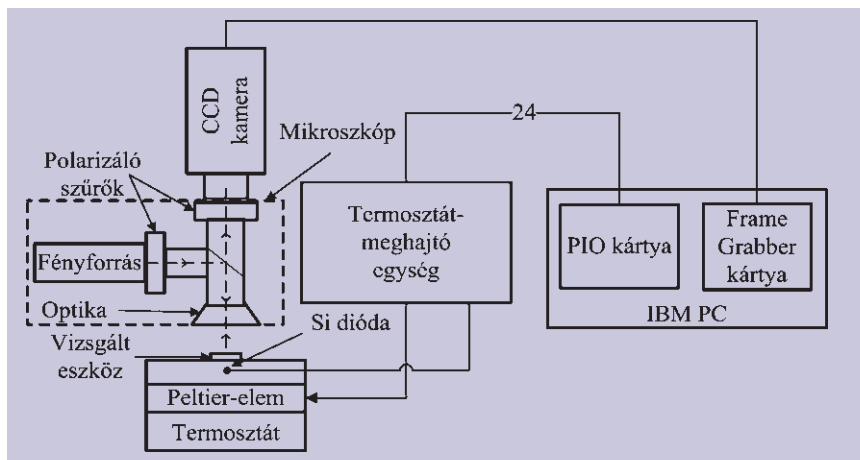 CCD
kamera
Mikroszkóp
24
Polarizáló
szűrők
Termosztát-
meghajtó
egység
PIO kártya
Frame
Grabber
kártya
Fényforrás
IBM PC
Optika
Si dióda
Vizsgált
eszköz
Peltier-elem
Termosztát